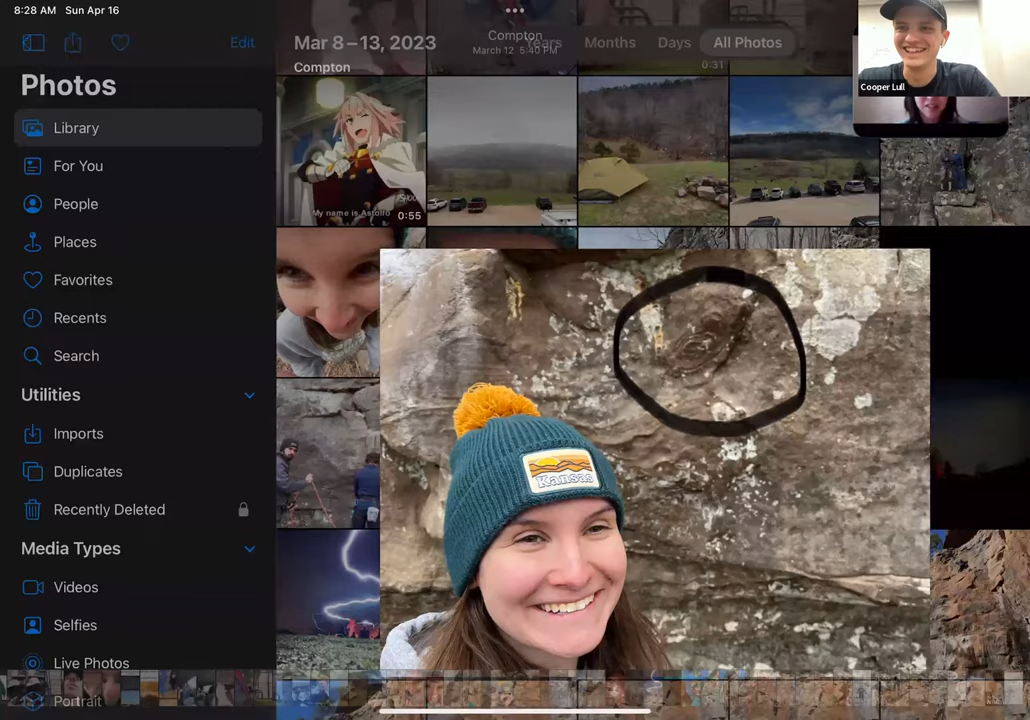 8:28 AM Sun Apr 16
Edit
Photos
Library
For You
People
Places
Favorites
Recents
Search
Utilities
Imports
Duplicates
Recently Deleted
Media Types
Videos
Selfies
Live Photos
Portrait
Mar 8–13, 2023
Compton
Compton
March 12 5:40 PM
Years
Months
Days
All Photos
0:31
Cooper Lull
My name is Astolfo
0:55
Kansas